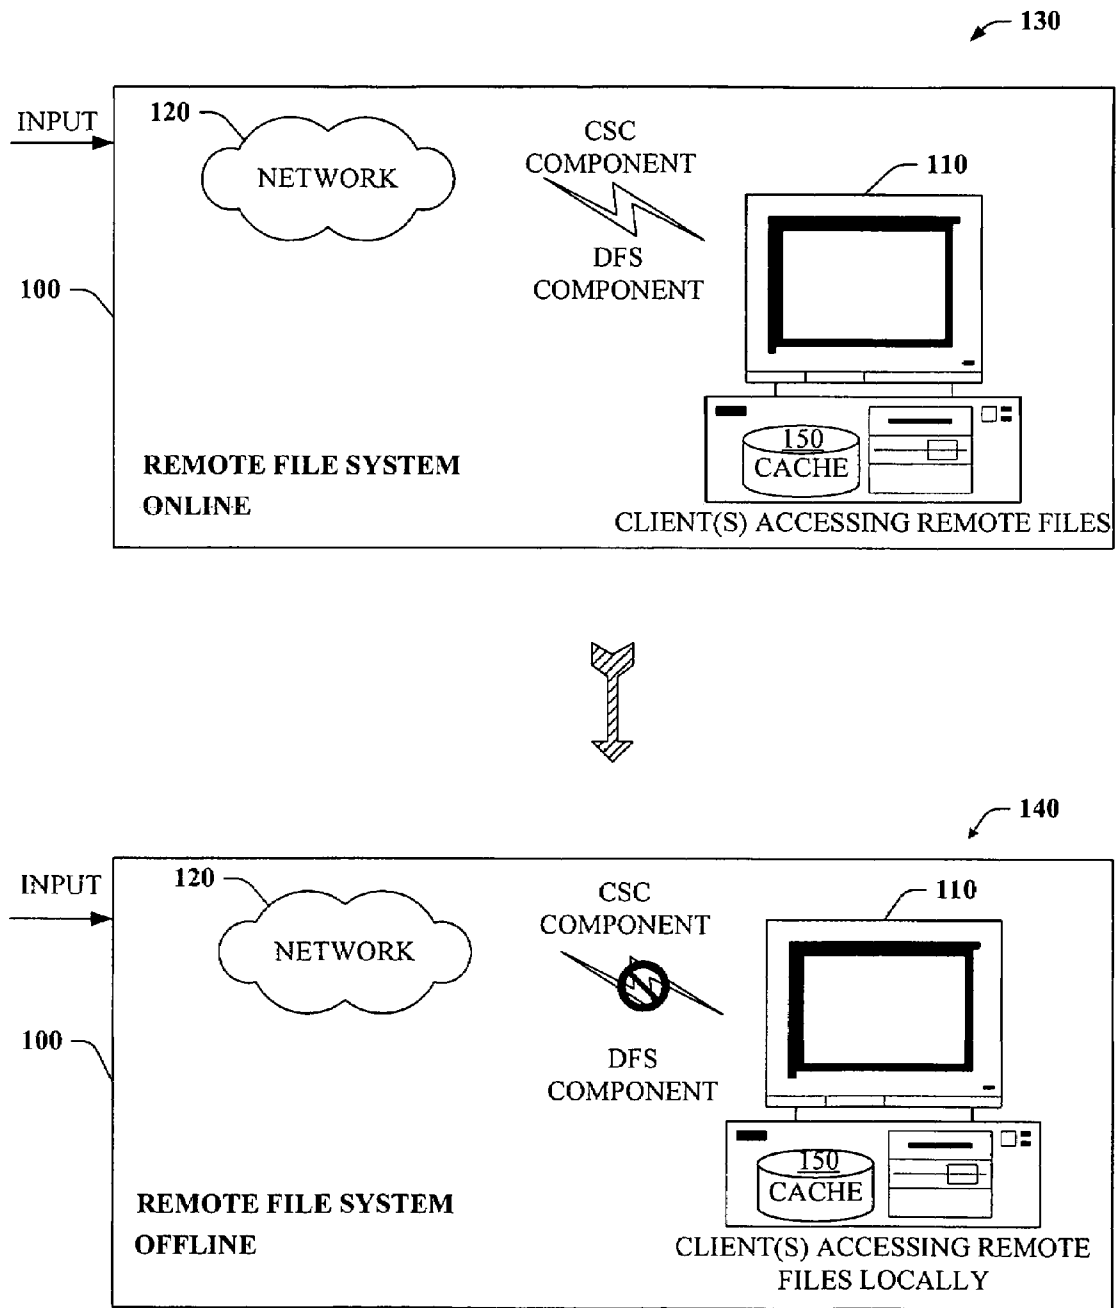 130
INPUT
120
NETWORK
CSC
COMPONENT
DFS
COMPONENT
110
100
150
CACHE
REMOTE FILE SYSTEM
ONLINE
CLIENT(S) ACCESSING REMOTE FILES
140
INPUT
120
NETWORK
CSC
COMPONENT
DFS
COMPONENT
110
100
150
CACHE
REMOTE FILE SYSTEM
OFFLINE
CLIENT(S) ACCESSING REMOTE
FILES LOCALLY